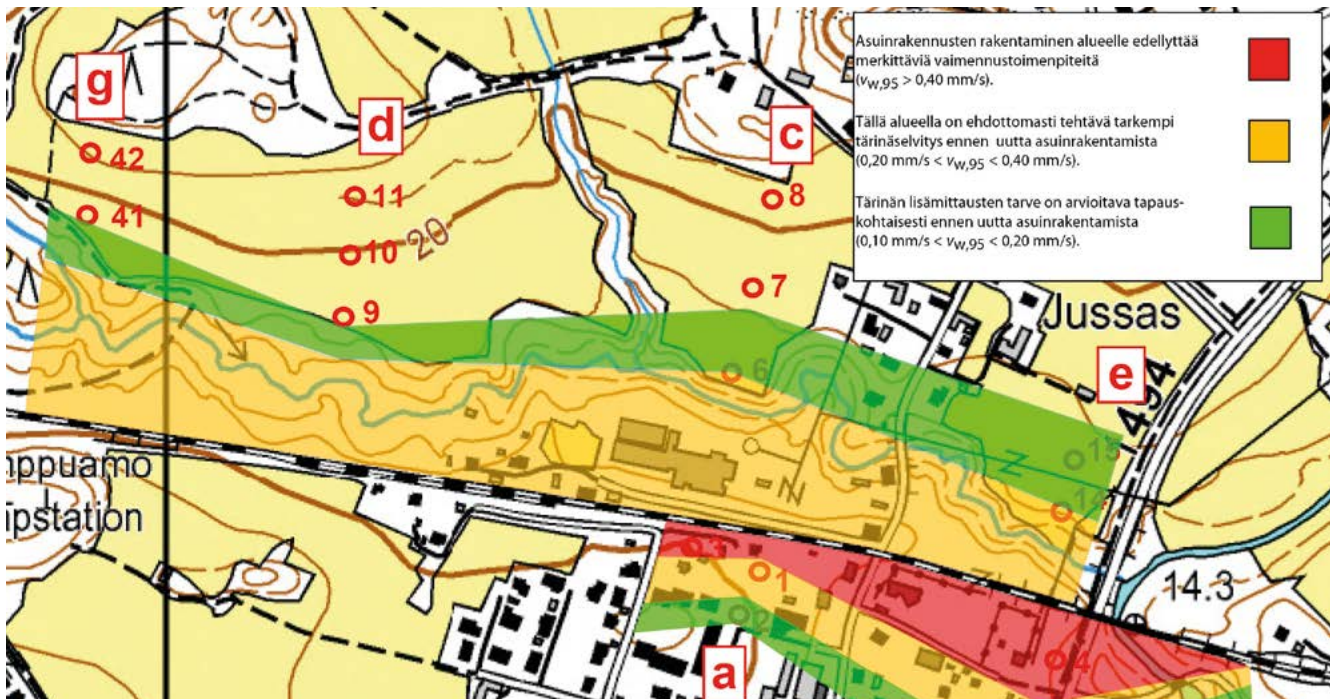 Asuinrakennusten rakentaminen alueelle edellyttää
merkittäviä vaimennustoimenpiteitä
(vw,95 > 0,40 mm/s).
Tällä alueella on ehdottomasti tehtävä tarkempi
tärinäselvitys ennen uutta asuinrakentamista
(0,20 mm/s < vw,95 < 0,40 mm/s).
Tärinän lisämittausten tarve on arvioitava tapaus-
kohtaisesti ennen uutta asuinrakentamista
(0,10 mm/s < vw,95 < 0,20 mm/s).
g
d
c
42
11
8
41
20
10
7
9
Jussas
6
e
1494
15
14
mppuamo
npstation
3
1
2
14.3
a
4